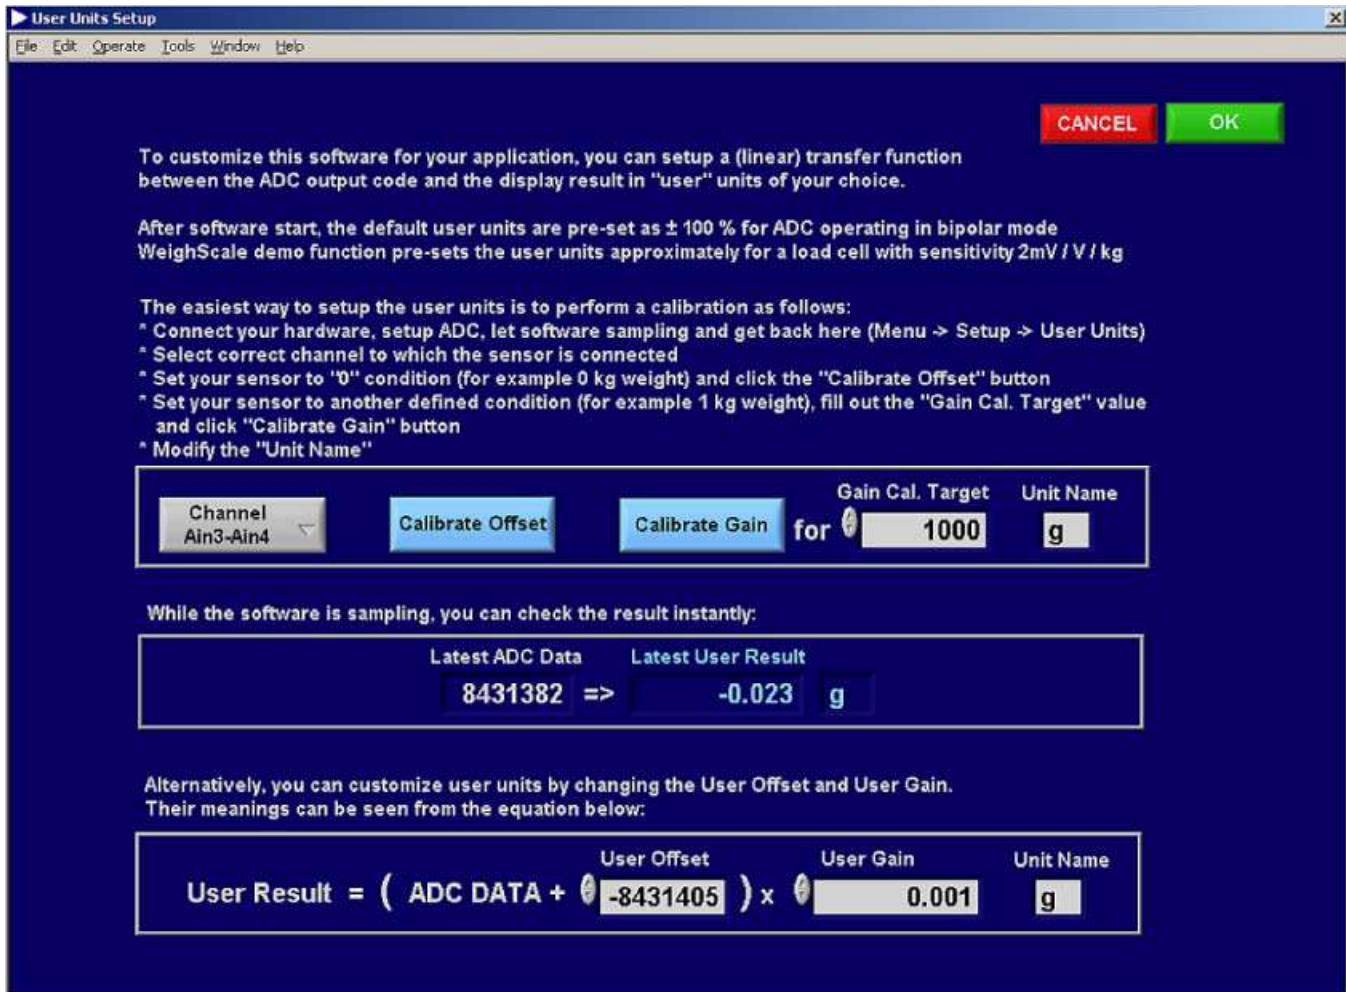 User Units Setup
File Edit Operate Tools Window Help
CANCEL OK
To customize this software for your application, you can setup a (linear) transfer function
between the ADC output code and the display result in "user" units of your choice.
After software start, the default user units are pre-set as ± 100 % for ADC operating in bipolar mode
WeighScale demo function pre-sets the user units approximately for a load cell with sensitivity 2mV / V / kg
The easiest way to setup the user units is to perform a calibration as follows:
* Connect your hardware, setup ADC, let software sampling and get back here (Menu -> Setup -> User Units)
* Select correct channel to which the sensor is connected
* Set your sensor to "0" condition (for example 0 kg weight) and click the "Calibrate Offset" button
* Set your sensor to another defined condition (for example 1 kg weight), fill out the "Gain Cal. Target" value
and click "Calibrate Gain" button
* Modify the "Unit Name"
Gain Cal. Target Unit Name
Channel
Ain3-Ain4
Calibrate Offset Calibrate Gain for 1000 g
While the software is sampling, you can check the result instantly:
Latest ADC Data Latest User Result
8431382 => -0.023 g
Alternatively, you can customize user units by changing the User Offset and User Gain.
Their meanings can be seen from the equation below:
User Offset User Gain Unit Name
User Result = ( ADC DATA + -8431405 ) x 0.001 g